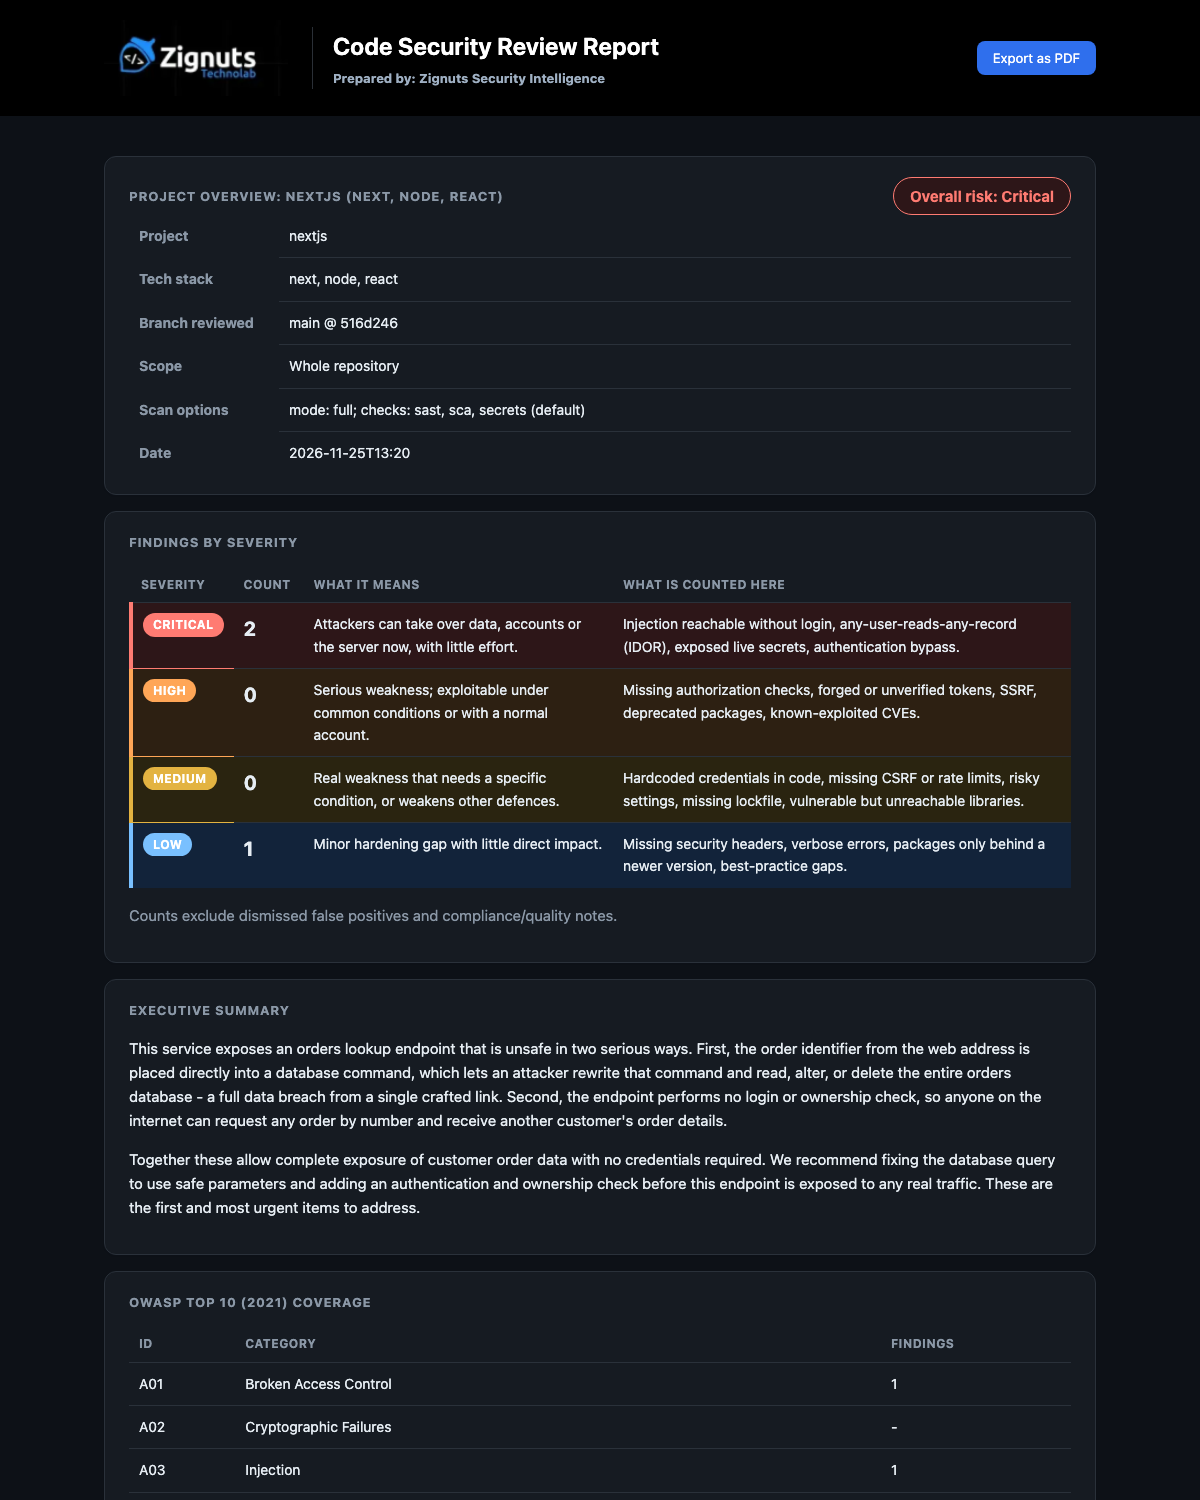 Zignuts
Technolab
Code Security Review Report
Prepared by: Zignuts Security Intelligence
Export as PDF
PROJECT OVERVIEW: NEXTJS (NEXT, NODE, REACT)
Overall risk: Critical
Project nextjs
Tech stack next, node, react
Branch reviewed main @ 516d246
Scope Whole repository
Scan options mode: full; checks: sast, sca, secrets (default)
Date 2026-11-25T13:20
FINDINGS BY SEVERITY
SEVERITY COUNT WHAT IT MEANS WHAT IS COUNTED HERE
CRITICAL 2 Attackers can take over data, accounts or Injection reachable without login, any-user-reads-any-record
the server now, with little effort. (IDOR), exposed live secrets, authentication bypass.
HIGH 0 Serious weakness; exploitable under Missing authorization checks, forged or unverified tokens, SSRF,
common conditions or with a normal deprecated packages, known-exploited CVEs.
account.
MEDIUM 0 Real weakness that needs a specific Hardcoded credentials in code, missing CSRF or rate limits, risky
condition, or weakens other defences. settings, missing lockfile, vulnerable but unreachable libraries.
LOW 1 Minor hardening gap with little direct impact. Missing security headers, verbose errors, packages only behind a
newer version, best-practice gaps.
Counts exclude dismissed false positives and compliance/quality notes.
EXECUTIVE SUMMARY
This service exposes an orders lookup endpoint that is unsafe in two serious ways. First, the order identifier from the web address is
placed directly into a database command, which lets an attacker rewrite that command and read, alter, or delete the entire orders
database - a full data breach from a single crafted link. Second, the endpoint performs no login or ownership check, so anyone on the
internet can request any order by number and receive another customer's order details.
Together these allow complete exposure of customer order data with no credentials required. We recommend fixing the database query
to use safe parameters and adding an authentication and ownership check before this endpoint is exposed to any real traffic. These are
the first and most urgent items to address.
OWASP TOP 10 (2021) COVERAGE
ID CATEGORY FINDINGS
A01 Broken Access Control 1
A02 Cryptographic Failures -
A03 Injection 1